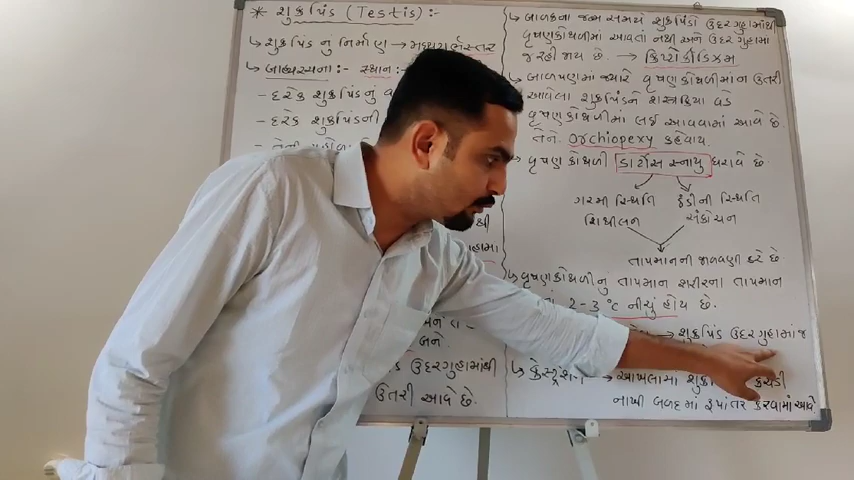 * શુક્રપિંડ (Testis) :-
↳ શુક્રપિંડ નું નિર્માણ → મધ્યગર્ભસ્તર
↳ બાહ્યરચના :- સ્થાન :-
- દરેક શુક્રપિંડનું
- દરેક શુક્રપિંડની
બને.
ઉદરગુહામાંથી
ઉતરી આવે છે.
↳ બાળકના જન્મ સમયે શુક્રપિંડો ઉદરગુહામાંથી
વૃષણકોથળીમાં આવતાં નથી અને ઉદરગુહામાં
જ રહી જાય છે. → ક્રિપ્ટોર્કીડિઝમ
↳ બાળપણમાં જ્યારે વૃષણકોથળીમાં ન ઉતરી
આવેલા શુક્રપિંડને શસ્ત્રક્રિયા વડે
વૃષણકોથળીમાં લઈ આવવામાં આવે છે.
તેને orchiopexy કહેવાય.
↳ વૃષણકોથળી ડાર્ટોસ સ્નાયુ ધરાવે છે.
ગરમી સ્થિતિ ઠંડીની સ્થિતિ
શિથીલન સંકોચન
તાપમાનની જાળવણી કરે છે
↳ વૃષણકોથળીનું તાપમાન શરીરના તાપમાન
2-3°C નીચું હોય છે.
→ શુક્રપિંડ ઉદરગુહામાં જ
↳ → આખલામાં કચડી
નાખી બળદમાં રૂપાંતર કરવામાં આવે.